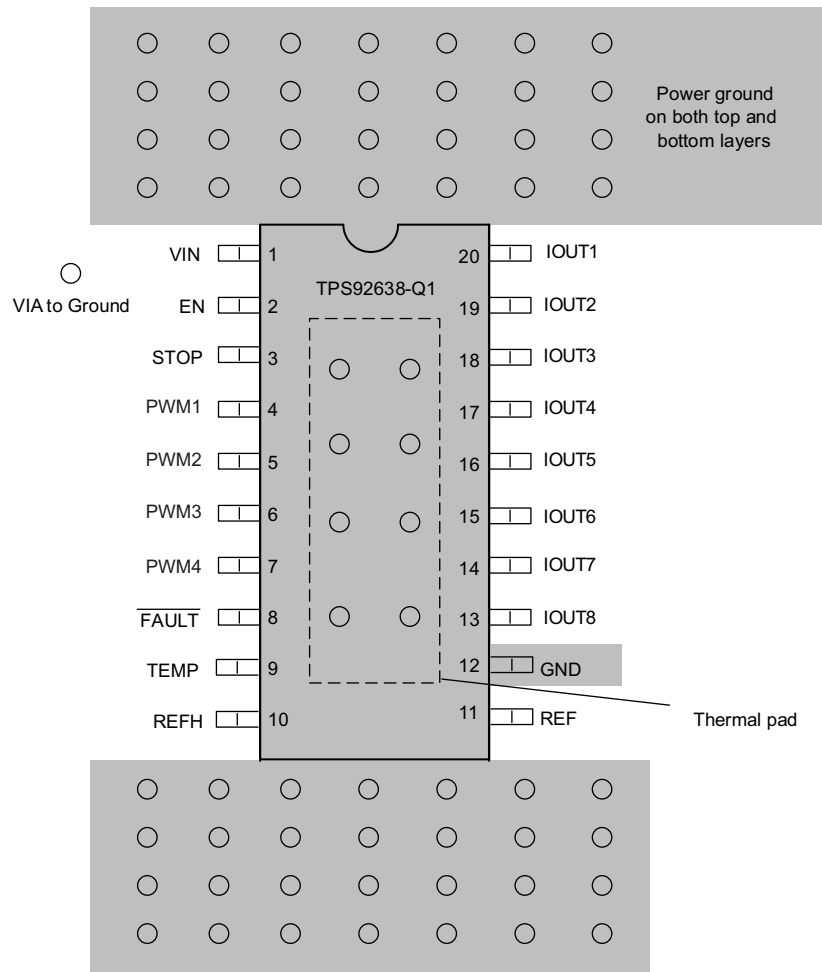 Power ground
on both top and
bottom layers
VIN 1 20 IOUT1
VIA to Ground
TPS92638-Q1
EN 2 19 IOUT2
STOP 3 18 IOUT3
PWM1 4 17 IOUT4
PWM2 5 16 IOUT5
PWM3 6 15 IOUT6
PWM4 7 14 IOUT7
FAULT 8 13 IOUT8
TEMP 9 12 GND
REFH 10 11 REF
Thermal pad